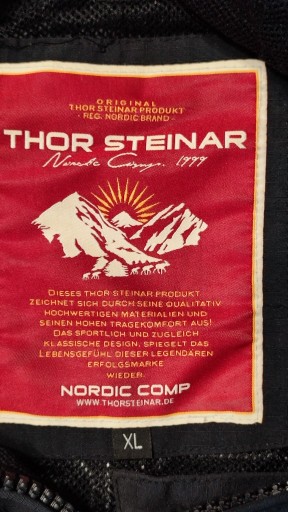 ORIGINAL
THOR STEINAR PRODUKT
- REG. NORDIC BRAND -
THOR STEINAR
Nordic Comp. 1999
DIESES THOR STEINAR PRODUKT
ZEICHNET SICH DURCH SEINE QUALITATIV
HOCHWERTIGEN MATERIALIEN UND
SEINEN HOHEN TRAGEKOMFORT AUS!
DAS SPORTLICH UND ZUGLEICH
KLASSISCHE DESIGN, SPIEGELT DAS
LEBENSGEFÜHL DIESER LEGENDÄREN
ERFOLGSMARKE
WIEDER.
NORDIC COMP
WWW.THORSTEINAR.DE
XL